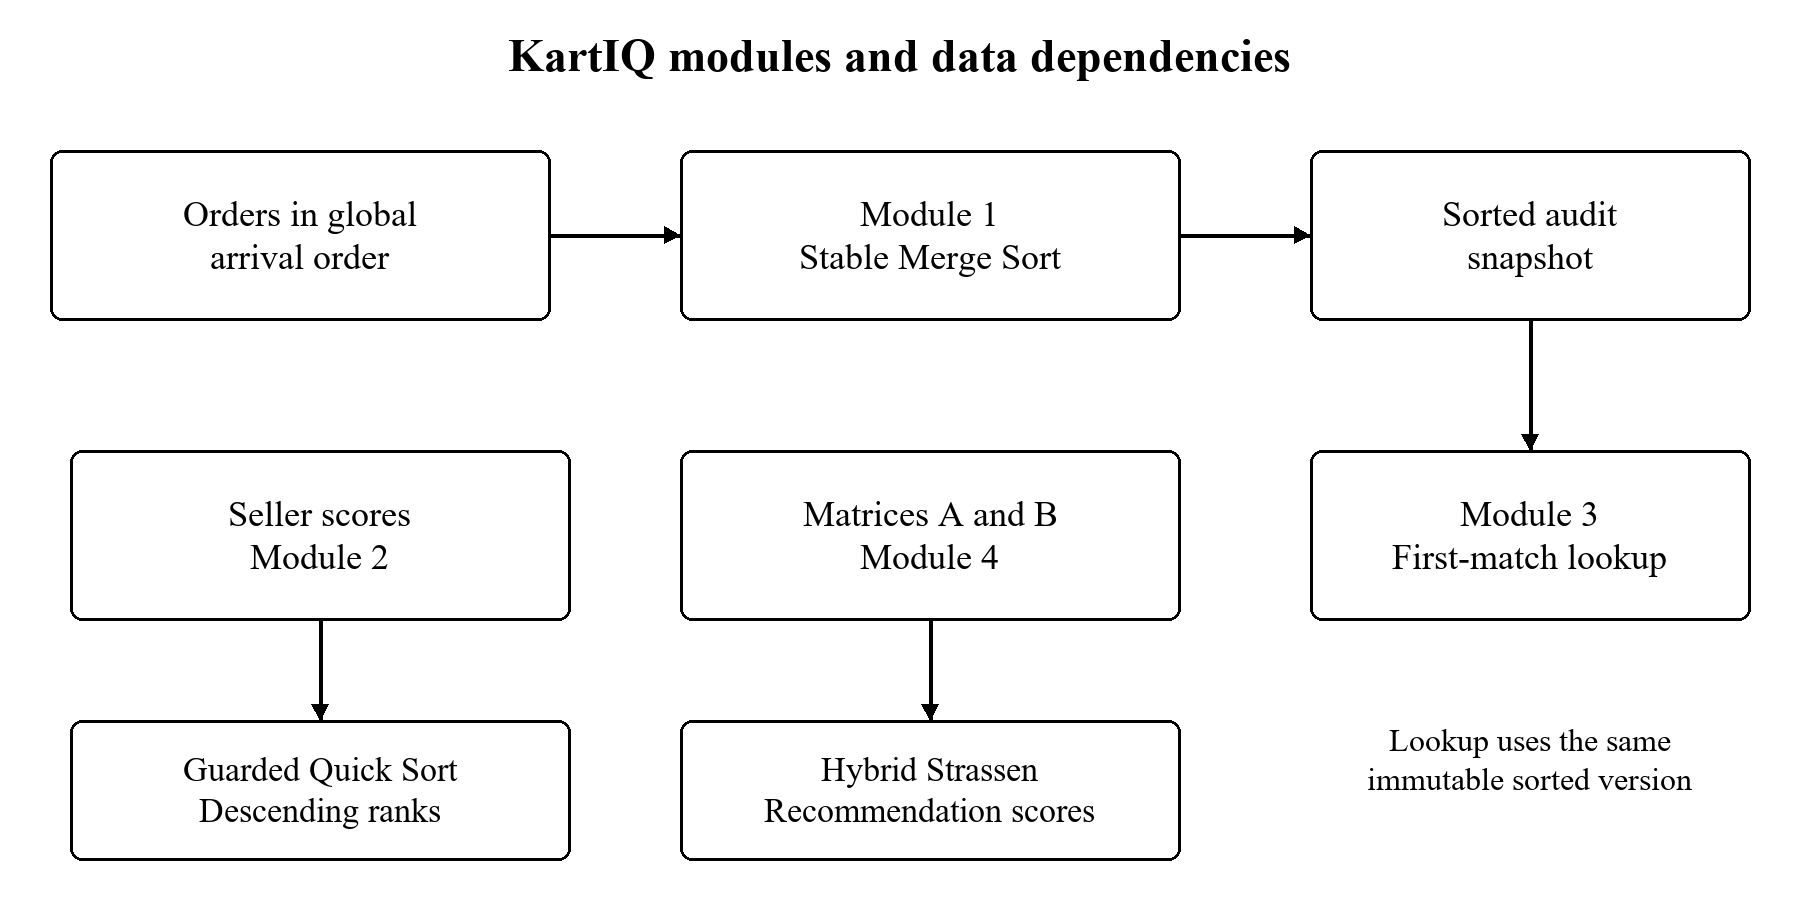 KartIQ modules and data dependencies
Orders in global
arrival order
Module 1
Stable Merge Sort
Sorted audit
snapshot
Seller scores
Module 2
Matrices A and B
Module 4
Module 3
First-match lookup
Guarded Quick Sort
Descending ranks
Hybrid Strassen
Recommendation scores
Lookup uses the same
immutable sorted version